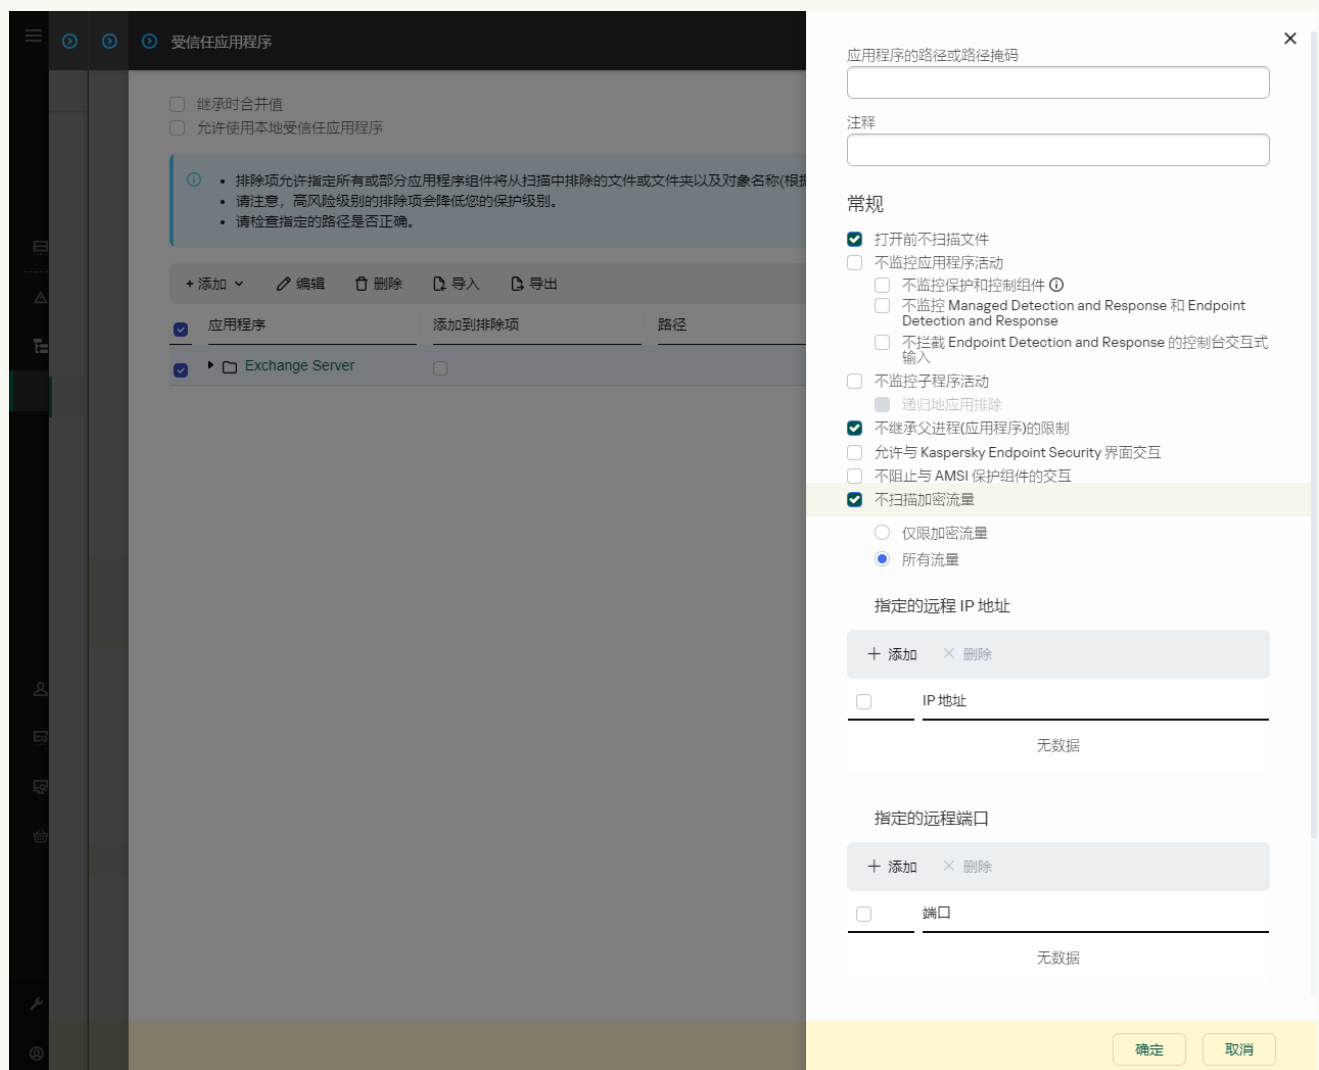 受信任应用程序
继承时合并值
允许使用本地受信任应用程序
排除项允许指定所有或部分应用程序组件将从扫描中排除的文件或文件夹以及对象名称(根据
请注意，高风险级别的排除项会降低您的保护级别。
请检查指定的路径是否正确。
+ 添加 编辑 删除 导入 导出
应用程序 添加到排除项 路径
Exchange Server
应用程序的路径或路径掩码
注释
常规
打开前不扫描文件
不监控应用程序活动
不监控保护和控制组件
不监控 Managed Detection and Response 和 Endpoint
Detection and Response
不拦截 Endpoint Detection and Response 的控制台交互式
输入
不监控子程序活动
递归地应用排除
不继承父进程(应用程序)的限制
允许与 Kaspersky Endpoint Security 界面交互
不阻止与 AMSI 保护组件的交互
不扫描加密流量
仅限加密流量
所有流量
指定的远程 IP 地址
+ 添加 × 删除
IP 地址
无数据
指定的远程端口
+ 添加 × 删除
端口
无数据
确定 取消